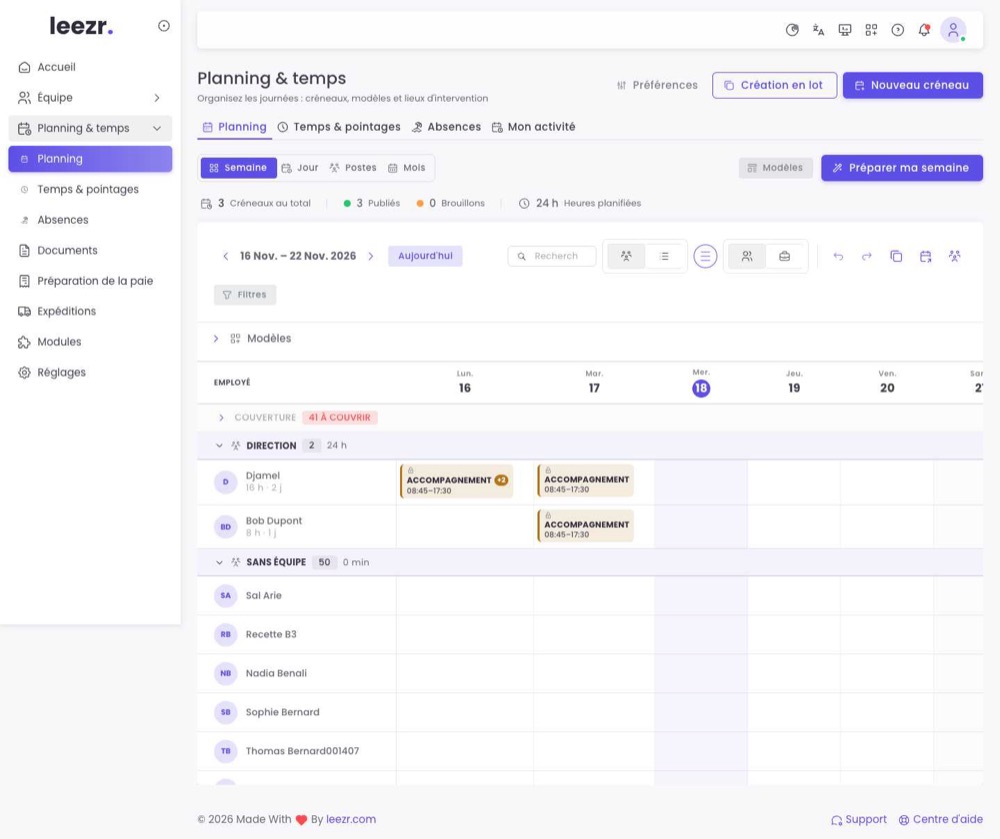 leezr.
Accueil
Équipe
Planning & temps
Planning
Temps & pointages
Absences
Documents
Préparation de la paie
Expéditions
Modules
Réglages
Planning & temps
Organisez les journées : créneaux, modèles et lieux d'intervention
Préférences
Création en lot
Nouveau créneau
Planning Temps & pointages Absences Mon activité
Semaine Jour Postes Mois
Modèles
Préparer ma semaine
3 Créneaux au total 3 Publiés 0 Brouillons 24 h Heures planifiées
16 Nov. – 22 Nov. 2026
Aujourd'hui
Recherch
Filtres
Modèles
EMPLOYÉ
Lun. 16
Mar. 17
Mer. 18
Jeu. 19
Ven. 20
COUVERTURE 41 À COUVRIR
DIRECTION 2 24 h
D Djamel
16 h · 2 j
ACCOMPAGNEMENT +2
08:45–17:30
ACCOMPAGNEMENT
08:45–17:30
BD Bob Dupont
8 h · 1 j
ACCOMPAGNEMENT
08:45–17:30
SANS ÉQUIPE 50 0 min
SA Sal Arie
RB Recette B3
NB Nadia Benali
SB Sophie Bernard
TB Thomas Bernard001407
© 2026 Made With ❤ By leezr.com
Support
Centre d'aide